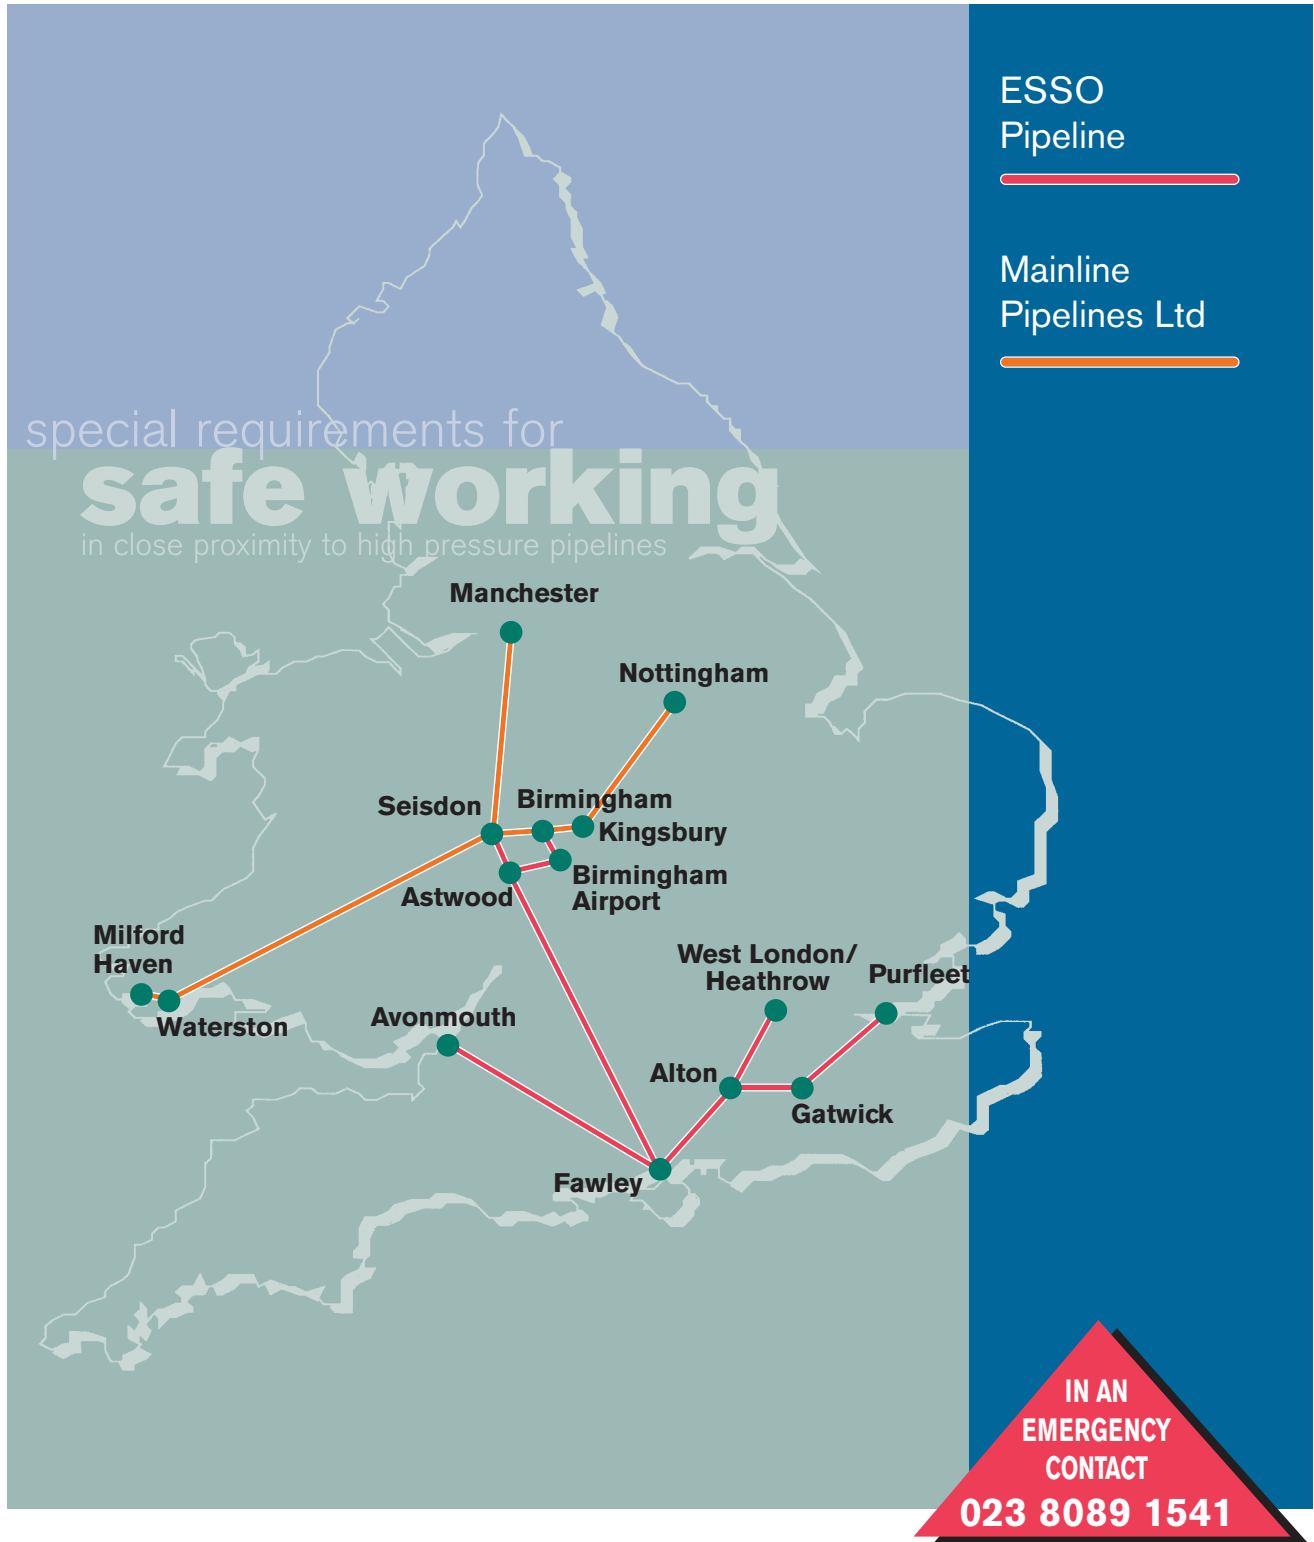 ESSO
Pipeline
Mainline
Pipelines Ltd
special requirements for
safe working
in close proximity to high pressure pipelines
Manchester
Nottingham
Seisdon
Birmingham
Kingsbury
Birmingham
Airport
Astwood
Milford
Haven
Waterston
Avonmouth
West London/
Heathrow
Purfleet
Alton
Gatwick
Fawley
IN AN
EMERGENCY
CONTACT
023 8089 1541